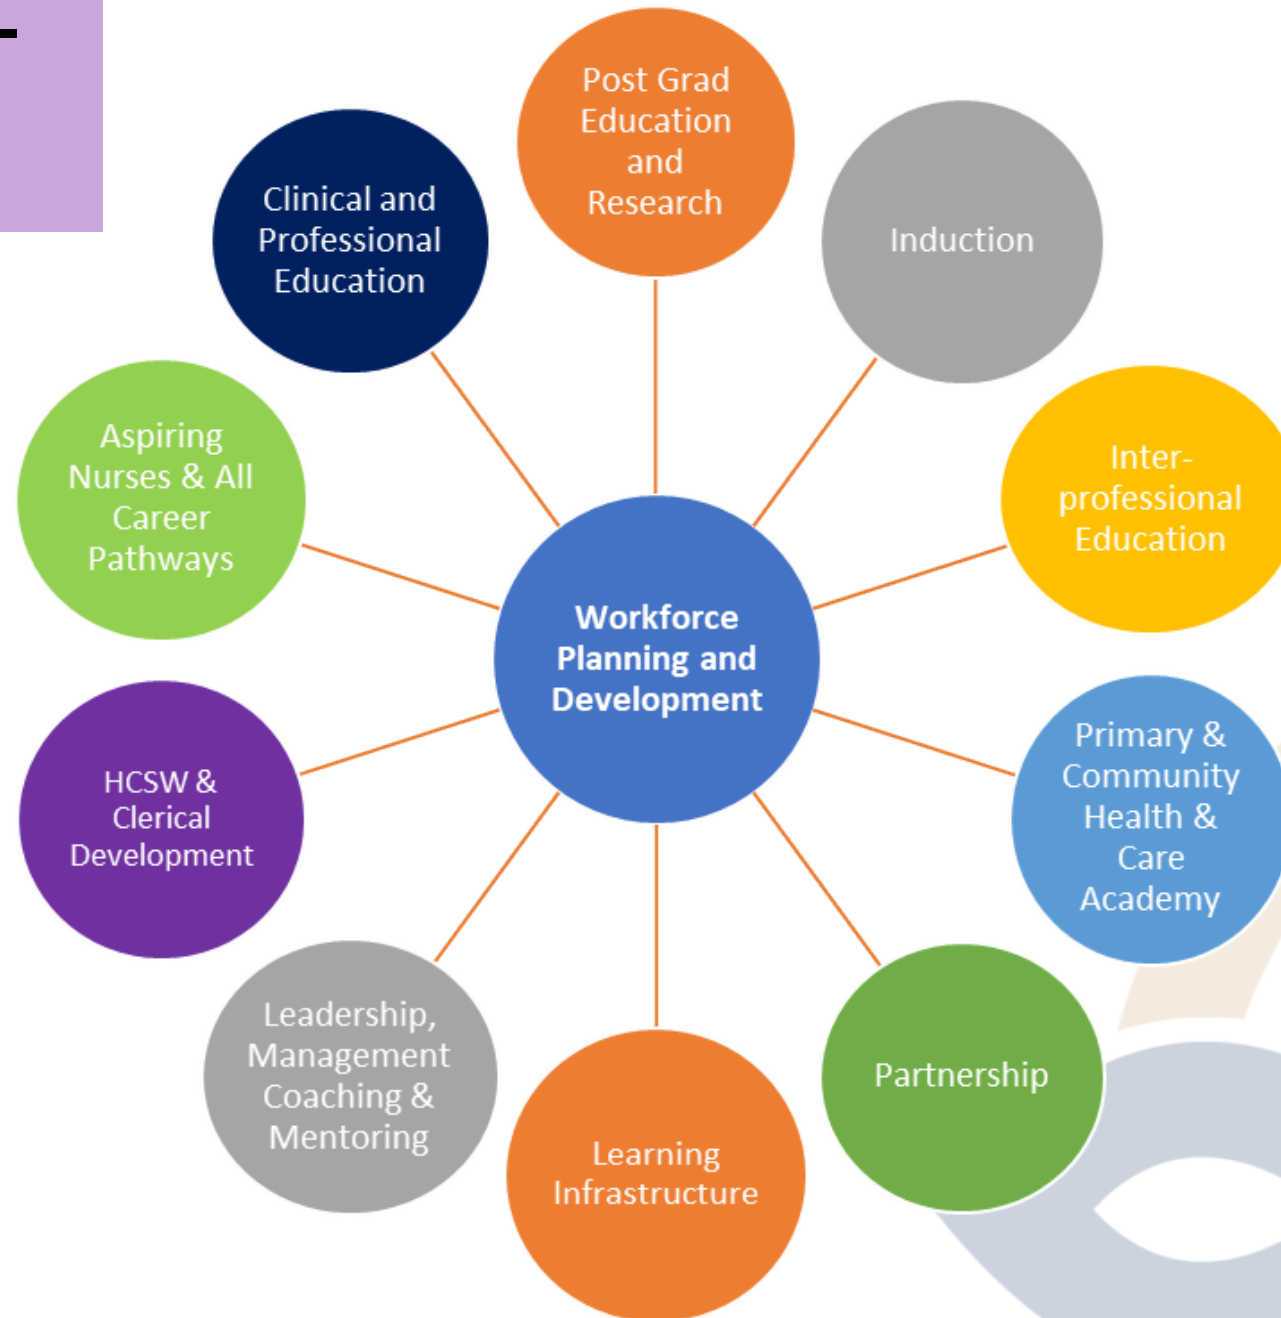 Post Grad
Education
and
Research
Clinical and
Professional
Education
Induction
Aspiring
Nurses & All
Career
Pathways
Inter-
professional
Education
Workforce
Planning and
Development
HCSW &
Clerical
Development
Primary &
Community
Health &
Care
Academy
Leadership,
Management
Coaching &
Mentoring
Partnership
Learning
Infrastructure